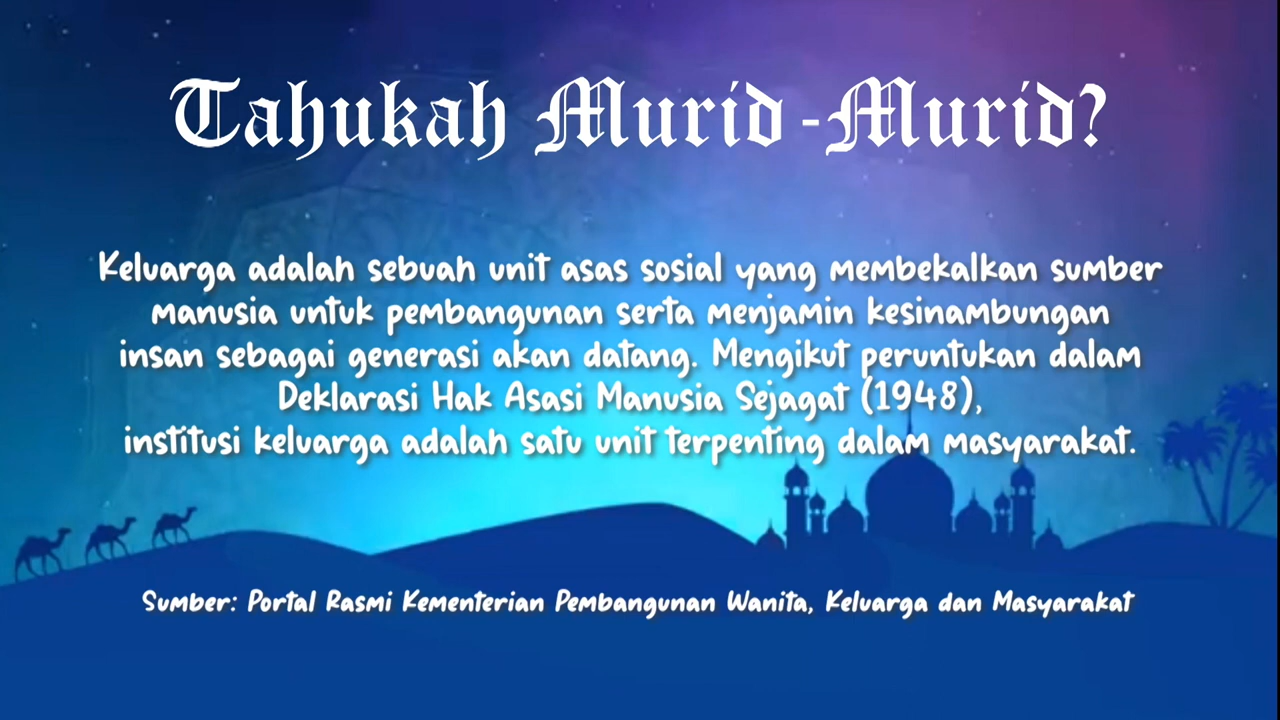 Tahukah Murid-Murid?
Keluarga adalah sebuah unit asas sosial yang membekalkan sumber
manusia untuk pembangunan serta menjamin kesinambungan
insan sebagai generasi akan datang. Mengikut peruntukan dalam
Deklarasi Hak Asasi Manusia Sejagat (1948),
institusi keluarga adalah satu unit terpenting dalam masyarakat.
Sumber: Portal Rasmi Kementerian Pembangunan Wanita, Keluarga dan Masyarakat